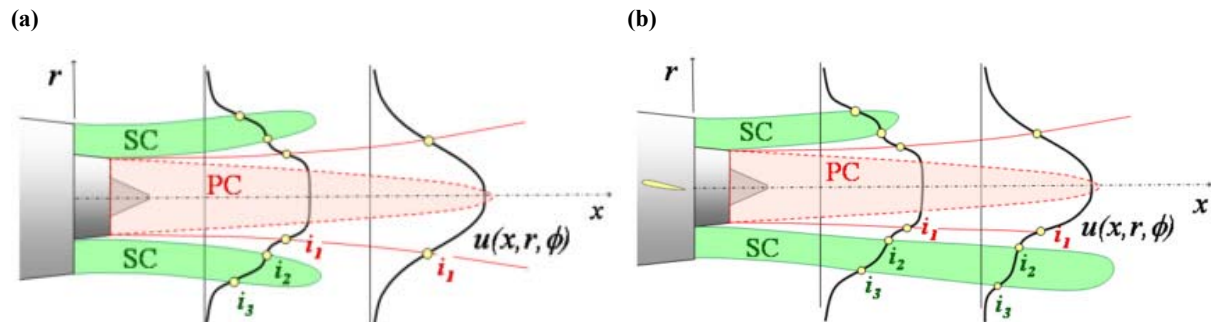 (a)
r
SC
PC
x
SC
i₁
i₂
i₃
u(x,r,ϕ)
i₁
(b)
r
SC
PC
x
SC
i₁
i₂
i₃
u(x,r,ϕ)
i₁
i₂
i₃